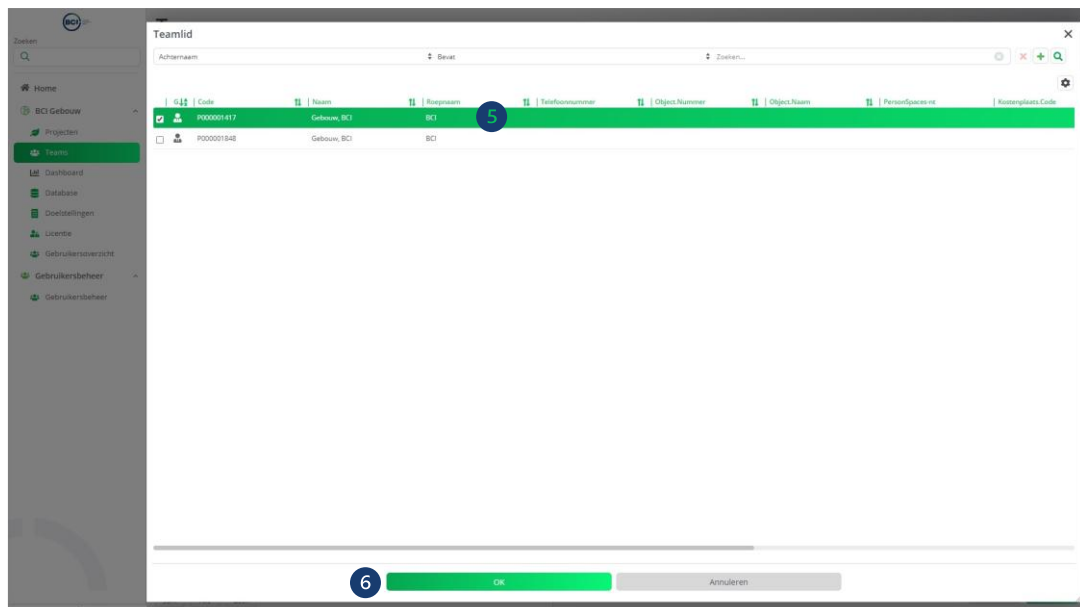 BCI
Zoeken
Home
BCI Gebouw
Projecten
Teams
Dashboard
Database
Doelstellingen
Licentie
Gebruikersoverzicht
Gebruikersbeheer
Gebruikersbeheer
Teamlid
Achternaam Bevat Zoeken...
Code Naam Roepnaam Telefoonnummer Object.Nummer Object.Naam PersonSpaces-nt Kostenplaats.Code
P000001417 Gebouw, BCI BCI 5
P000001848 Gebouw, BCI BCI
6 OK Annuleren